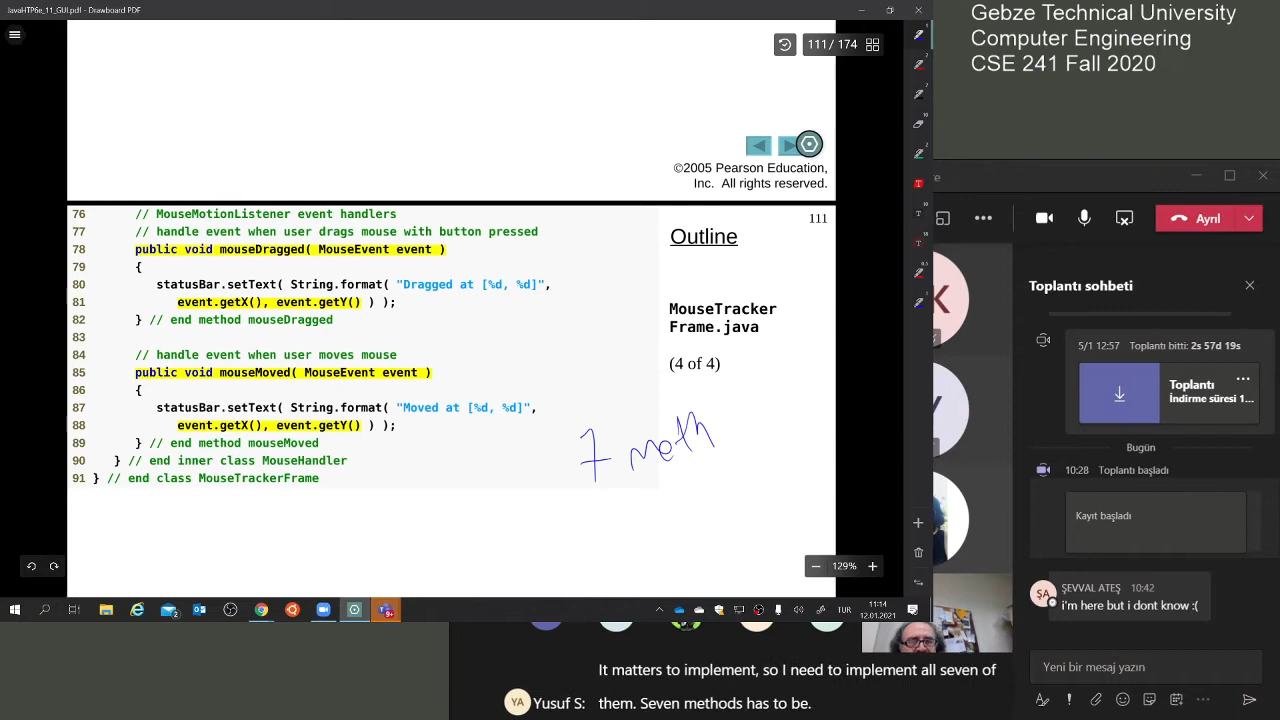 JavaHTP6e_11_GUI.pdf - Drawboard PDF
111 / 174
©2005 Pearson Education,
Inc. All rights reserved.
111
Outline
MouseTracker
Frame.java
(4 of 4)
76 // MouseMotionListener event handlers
77 // handle event when user drags mouse with button pressed
78 public void mouseDragged( MouseEvent event )
79 {
80 statusBar.setText( String.format( "Dragged at [%d, %d]",
81 event.getX(), event.getY() ) );
82 } // end method mouseDragged
83
84 // handle event when user moves mouse
85 public void mouseMoved( MouseEvent event )
86 {
87 statusBar.setText( String.format( "Moved at [%d, %d]",
88 event.getX(), event.getY() ) );
89 } // end method mouseMoved
90 } // end inner class MouseHandler
91 } // end class MouseTrackerFrame
7 meth
129%
TUR
11:14
12.01.2021
Gebze Technical University
Computer Engineering
CSE 241 Fall 2020
Ayrıl
K
Y
Toplantı sohbeti
5/1 12:57 Toplantı bitti: 2s 57d 19s
Toplantı
İndirme süresi 1...
Bugün
10:28 Toplantı başladı
Kayıt başladı
ŞA
ŞEVVAL ATEŞ 10:42
i'm here but i dont know :(
Yeni bir mesaj yazın
It matters to implement, so I need to implement all seven of
YA Yusuf S: them. Seven methods has to be.